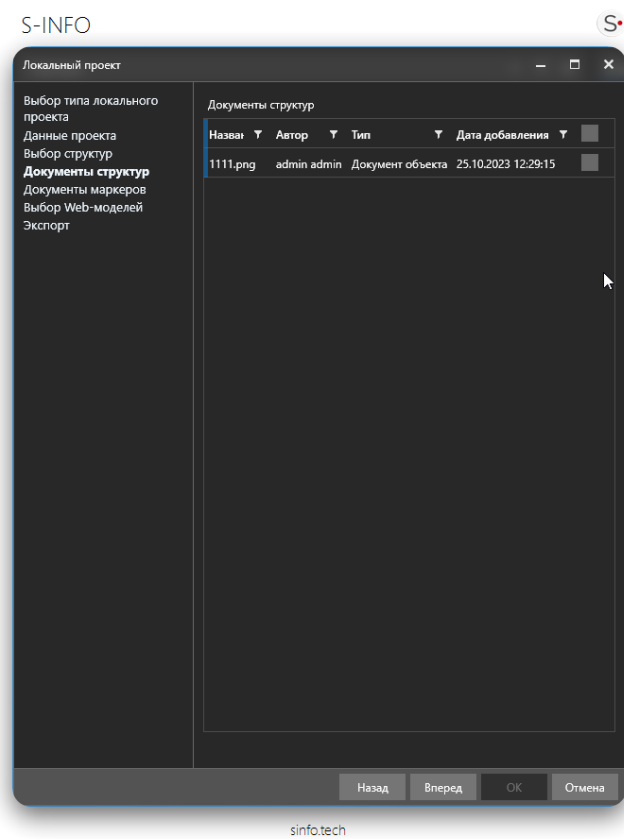 S-INFO
S
Локальный проект
Выбор типа локального
проекта
Данные проекта
Выбор структур
Документы структур
Документы маркеров
Выбор Web-моделей
Экспорт
Документы структур
Назван Автор Тип Дата добавления
1111.png admin admin Документ объекта 25.10.2023 12:29:15
Назад Вперед ОК Отмена
sinfo.tech